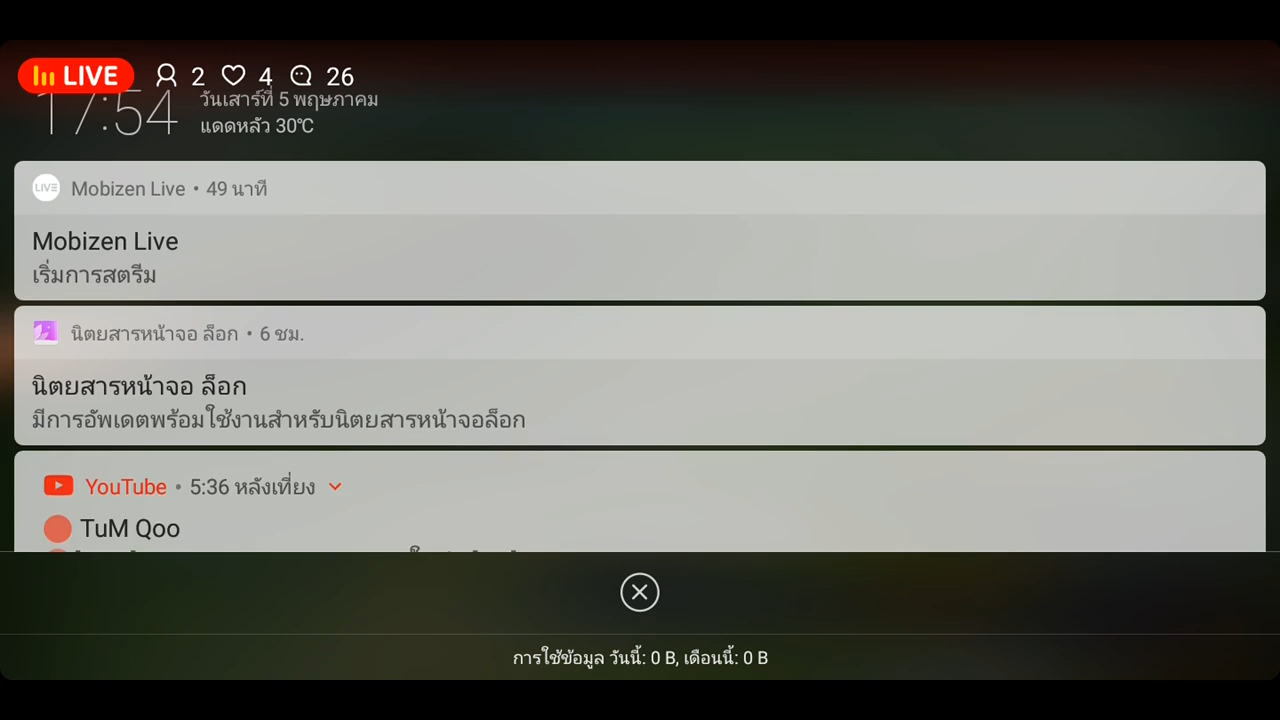 LIVE 2 4 26
17:54
วันเสาร์ที่ 5 พฤษภาคม
แดดหลัว 30℃
LIVE Mobizen Live • 49 นาที
Mobizen Live
เริ่มการสตรีม
นิตยสารหน้าจอ ล็อก • 6 ชม.
นิตยสารหน้าจอ ล็อก
มีการอัพเดตพร้อมใช้งานสำหรับนิตยสารหน้าจอล็อก
YouTube • 5:36 หลังเที่ยง
TuM Qoo
การใช้ข้อมูล วันนี้: 0 B, เดือนนี้: 0 B